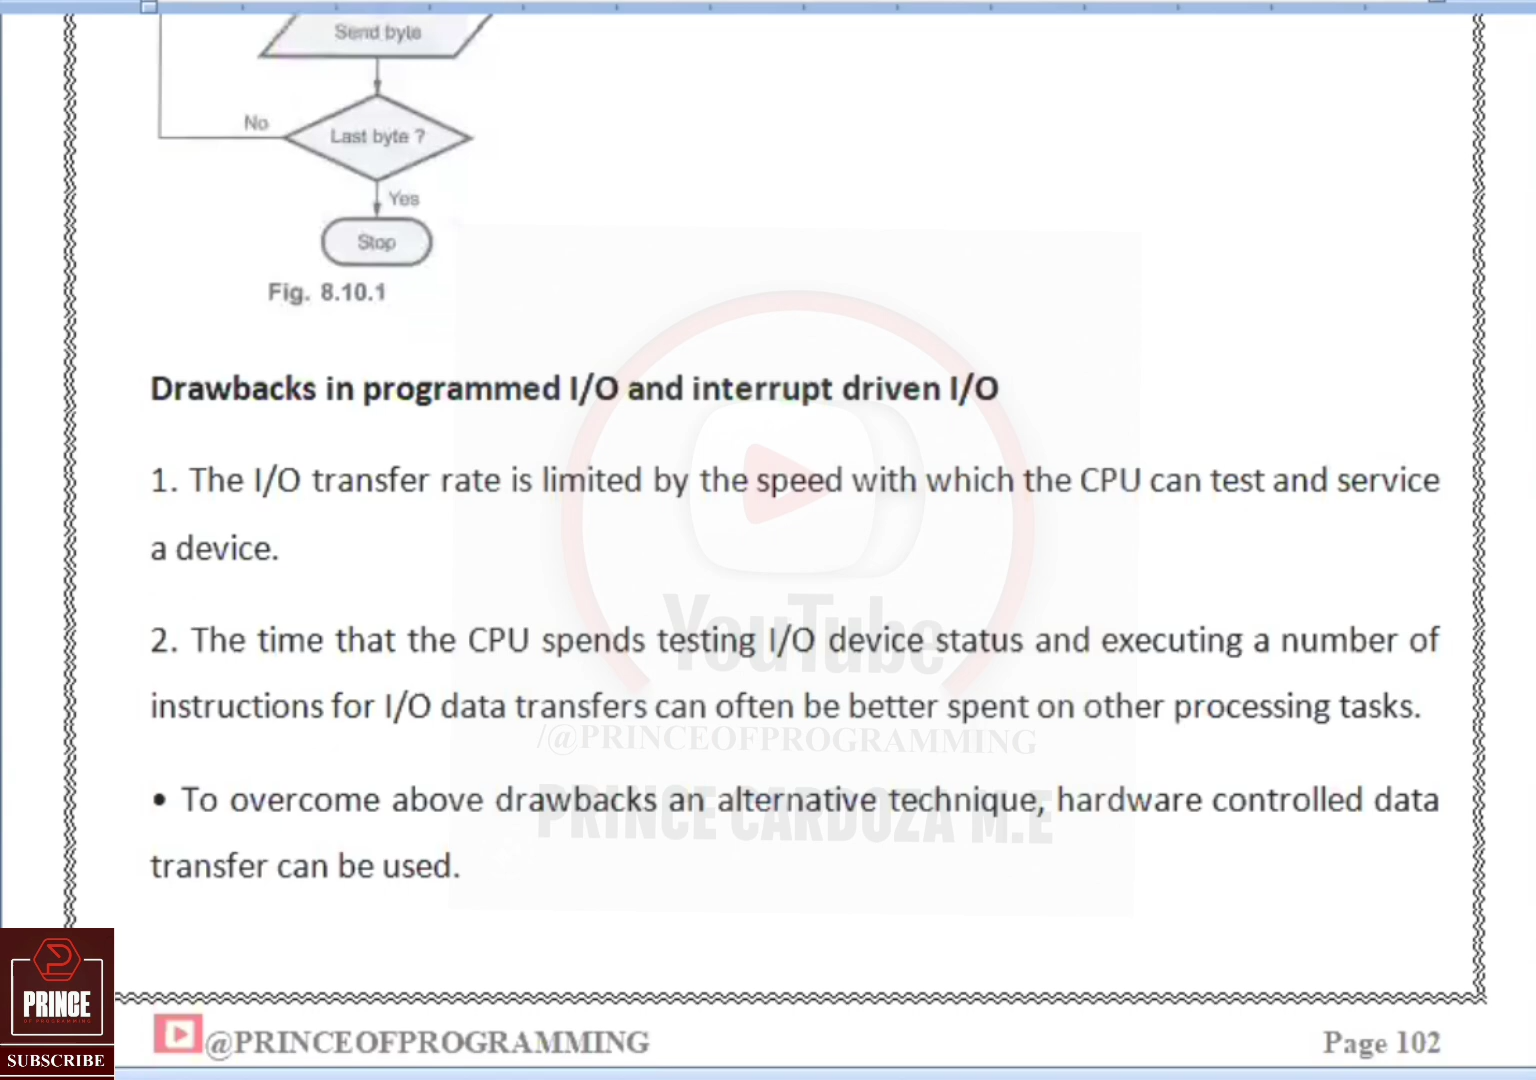 Send byte
No
Last byte ?
Yes
Stop
Fig. 8.10.1
Drawbacks in programmed I/O and interrupt driven I/O
1. The I/O transfer rate is limited by the speed with which the CPU can test and service
a device.
YouTube
2. The time that the CPU spends testing I/O device status and executing a number of
instructions for I/O data transfers can often be better spent on other processing tasks.
/@PRINCEOFPROGRAMMING
• To overcome above drawbacks an alternative technique, hardware controlled data
PRINCE CARDOZA M.E
transfer can be used.
PRINCE
OF PROGRAMMING
SUBSCRIBE
@PRINCEOFPROGRAMMING
Page 102